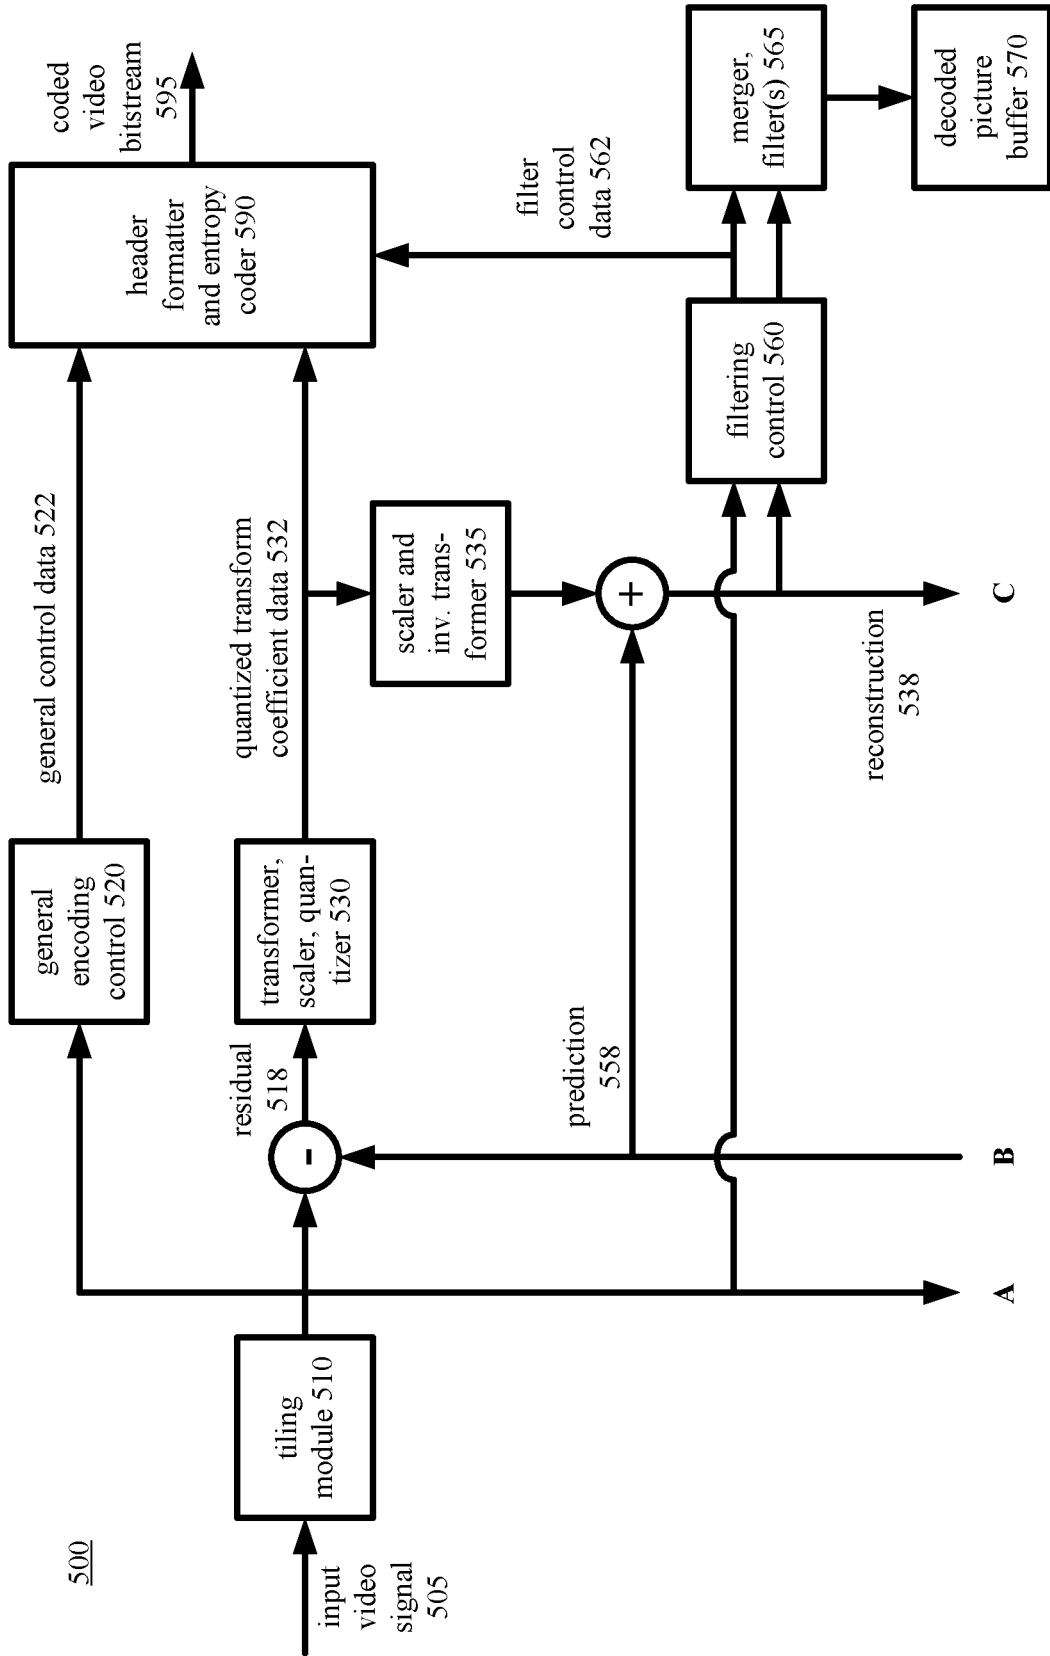 500
input
video
signal
505
tiling
module 510
general
encoding
control 520
general control data 522
header
formatter
and entropy
coder 590
coded
video
bitstream
595
residual
518
-
transformer,
scaler, quan-
tizer 530
quantized transform
coefficient data 532
scaler and
inv. trans-
former 535
+
prediction
558
filter
control
data 562
filtering
control 560
merger,
filter(s) 565
decoded
picture
buffer 570
reconstruction
538
A
B
C